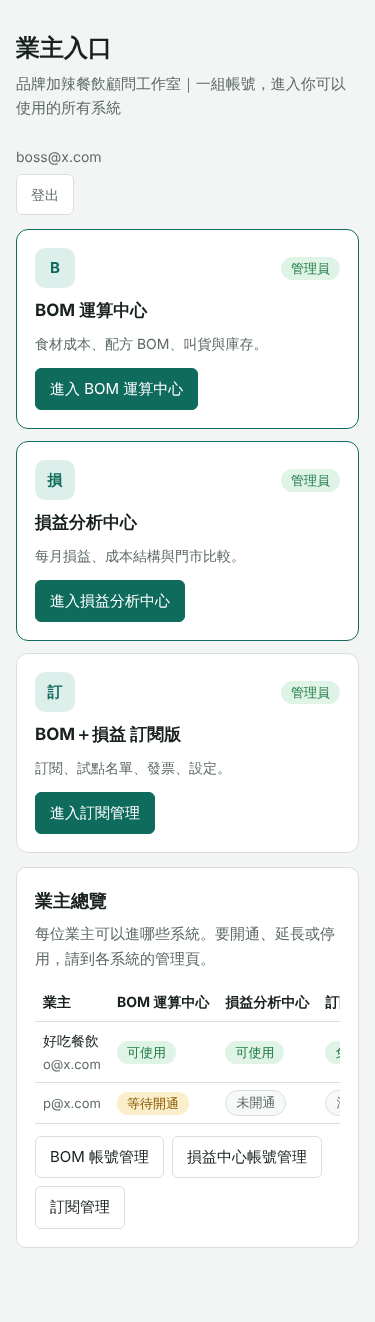 業主入口
品牌加辣餐飲顧問工作室｜一組帳號，進入你可以
使用的所有系統
boss@x.com
登出
B 管理員
BOM 運算中心
食材成本、配方 BOM、叫貨與庫存。
進入 BOM 運算中心
損 管理員
損益分析中心
每月損益、成本結構與門市比較。
進入損益分析中心
訂 管理員
BOM＋損益 訂閱版
訂閱、試點名單、發票、設定。
進入訂閱管理
業主總覽
每位業主可以進哪些系統。要開通、延長或停
用，請到各系統的管理頁。
業主 BOM 運算中心 損益分析中心 訂
好吃餐飲
o@x.com 可使用 可使用
p@x.com 等待開通 未開通
BOM 帳號管理 損益中心帳號管理
訂閱管理